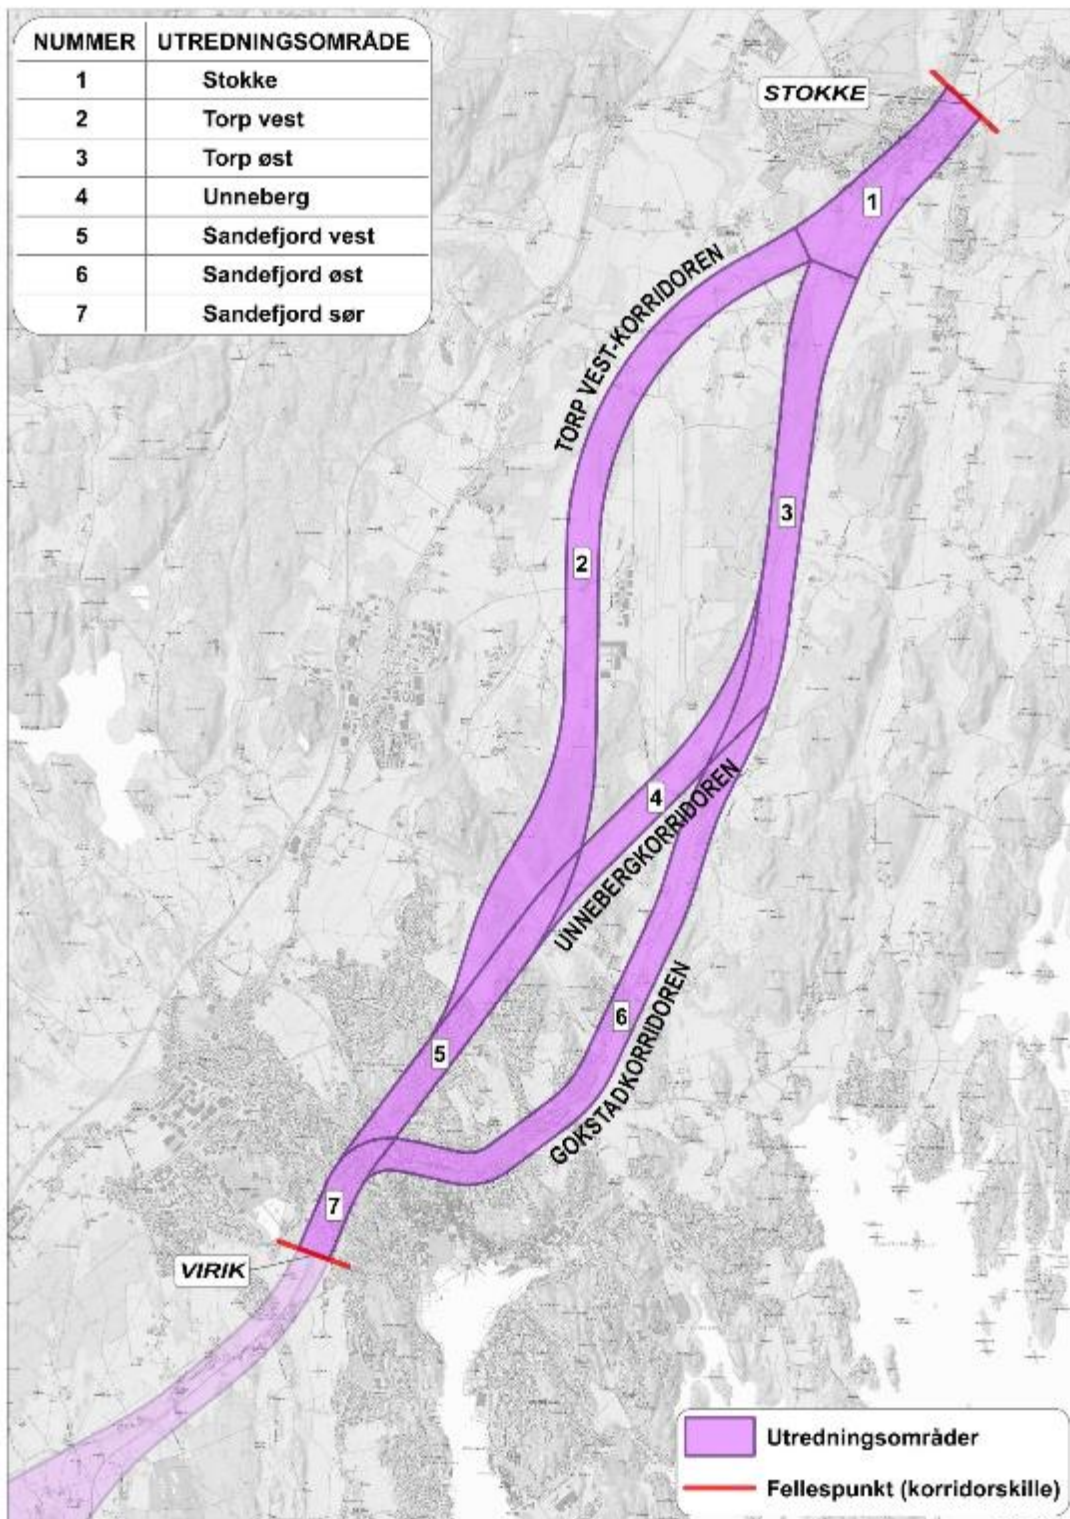 NUMMER UTREDNINGSOMRÅDE
1 Stokke
2 Torp vest
3 Torp øst
4 Unneberg
5 Sandefjord vest
6 Sandefjord øst
7 Sandefjord sør
STOKKE
1
TORP VEST-KORRIDOREN
3
2
4
UNNEBERGKORRIDOREN
6
5
GOKSTADKORRIDOREN
7
VIRIK
Utredningsområder
Fellespunkt (korridorskille)